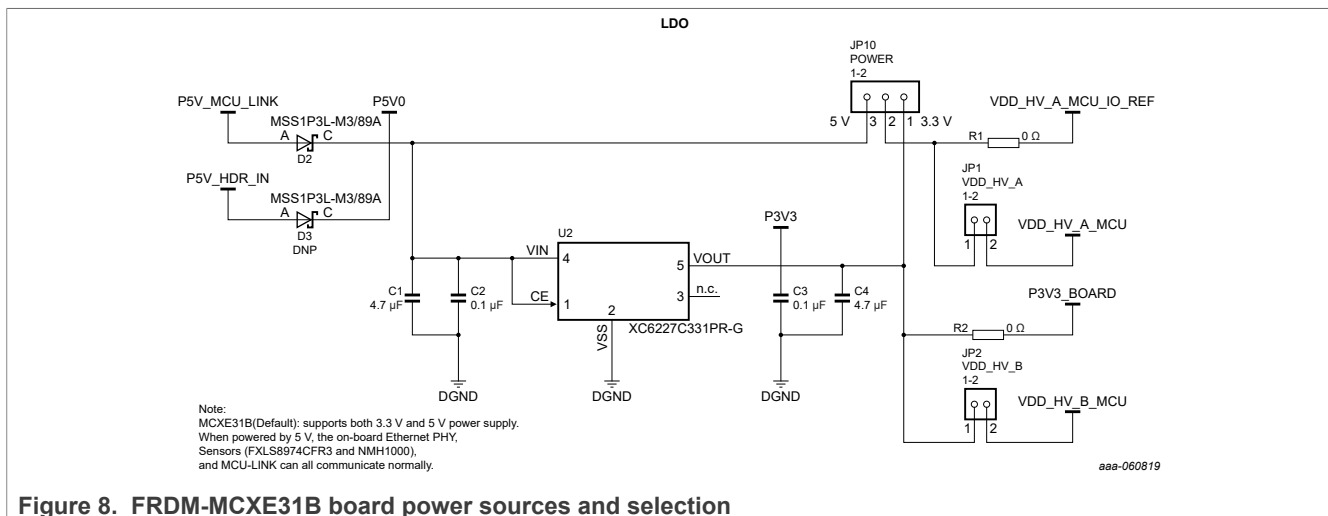 LDO
JP10
POWER
1-2
P5V_MCU_LINK
P5V0
VDD_HV_A_MCU_IO_REF
MSS1P3L-M3/89A
A
C
D2
5 V
3
2
1
3.3 V
R1
0 Ω
P5V_HDR_IN
MSS1P3L-M3/89A
A
C
D3
DNP
JP1
VDD_HV_A
1-2
P3V3
VDD_HV_A_MCU
1
2
U2
VIN
4
5
VOUT
C1
4.7 µF
C2
0.1 µF
CE
1
3
n.c.
2
VSS
XC6227C331PR-G
C3
0.1 µF
C4
4.7 µF
P3V3_BOARD
R2
0 Ω
JP2
VDD_HV_B
1-2
DGND
DGND
DGND
VDD_HV_B_MCU
1
2
Note:
MCXE31B(Default): supports both 3.3 V and 5 V power supply.
When powered by 5 V, the on-board Ethernet PHY,
Sensors (FXLS8974CFR3 and NMH1000),
and MCU-LINK can all communicate normally.
aaa-060819
Figure 8. FRDM-MCXE31B board power sources and selection